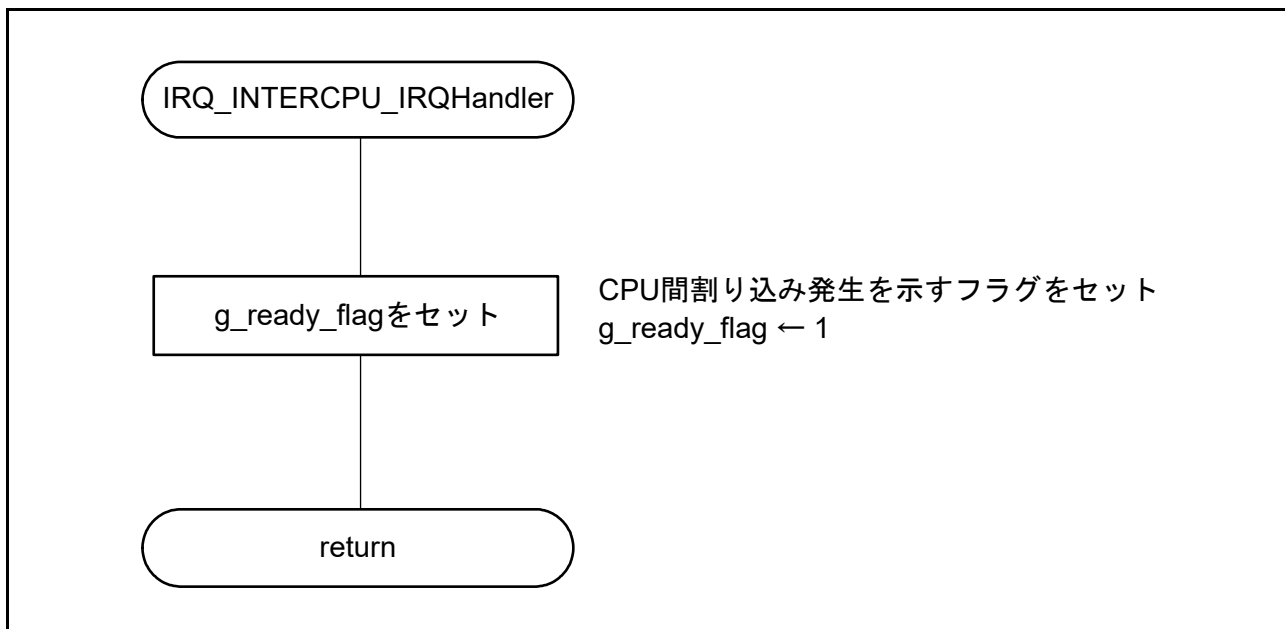 IRQ_INTERCPU_IRQHandler
g_ready_flagをセット
CPU間割り込み発生を示すフラグをセット
g_ready_flag ← 1
return